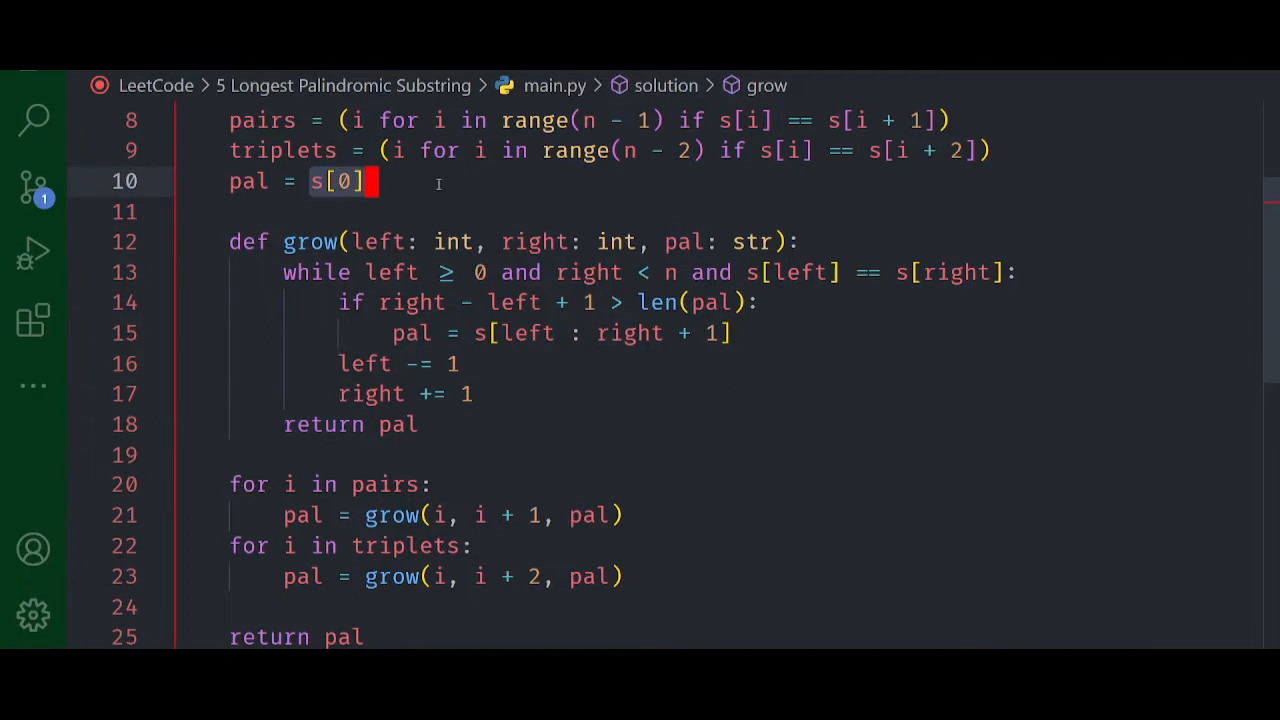 LeetCode > 5 Longest Palindromic Substring > main.py > solution > grow
8 pairs = (i for i in range(n - 1) if s[i] == s[i + 1])
9 triplets = (i for i in range(n - 2) if s[i] == s[i + 2])
10 pal = s[0]
11
12 def grow(left: int, right: int, pal: str):
13 while left ≥ 0 and right < n and s[left] == s[right]:
14 if right - left + 1 > len(pal):
15 pal = s[left : right + 1]
16 left -= 1
17 right += 1
18 return pal
19
20 for i in pairs:
21 pal = grow(i, i + 1, pal)
22 for i in triplets:
23 pal = grow(i, i + 2, pal)
24
25 return pal
1